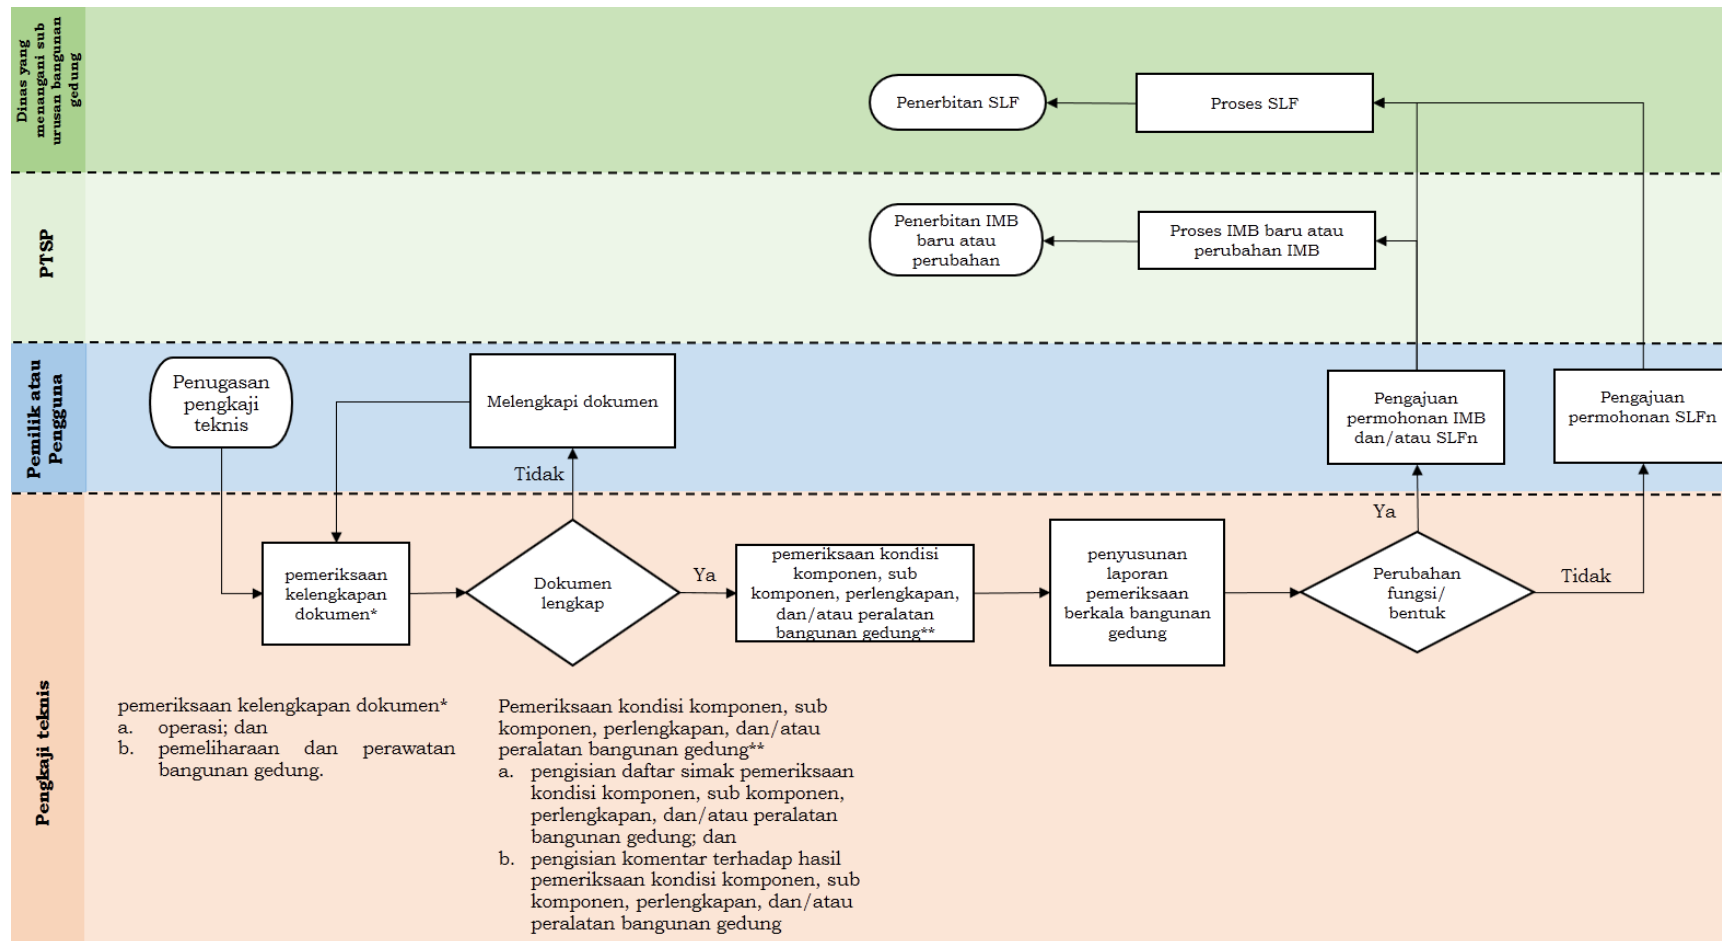 Dinas yang
menangani sub
urusan bangunan
gedung
Penerbitan SLF
Proses SLF
PTSP
Penerbitan IMB
baru atau
perubahan
Proses IMB baru atau
perubahan IMB
Pemilik atau
Pengguna
Penugasan
pengkaji
teknis
Melengkapi dokumen
Tidak
Pengajuan
permohonan IMB
dan/atau SLFn
Pengajuan
permohonan SLFn
Pengkaji teknis
pemeriksaan
kelengkapan
dokumen*
Dokumen
lengkap
Ya
pemeriksaan kondisi
komponen, sub
komponen, perlengkapan,
dan/atau peralatan
bangunan gedung**
penyusunan
laporan
pemeriksaan
berkala bangunan
gedung
Ya
Perubahan
fungsi/
bentuk
Tidak
pemeriksaan kelengkapan dokumen*
a. operasi; dan
b. pemeliharaan dan perawatan
bangunan gedung.
Pemeriksaan kondisi komponen, sub
komponen, perlengkapan, dan/atau
peralatan bangunan gedung**
a. pengisian daftar simak pemeriksaan
kondisi komponen, sub komponen,
perlengkapan, dan/atau peralatan
bangunan gedung; dan
b. pengisian komentar terhadap hasil
pemeriksaan kondisi komponen, sub
komponen, perlengkapan, dan/atau
peralatan bangunan gedung